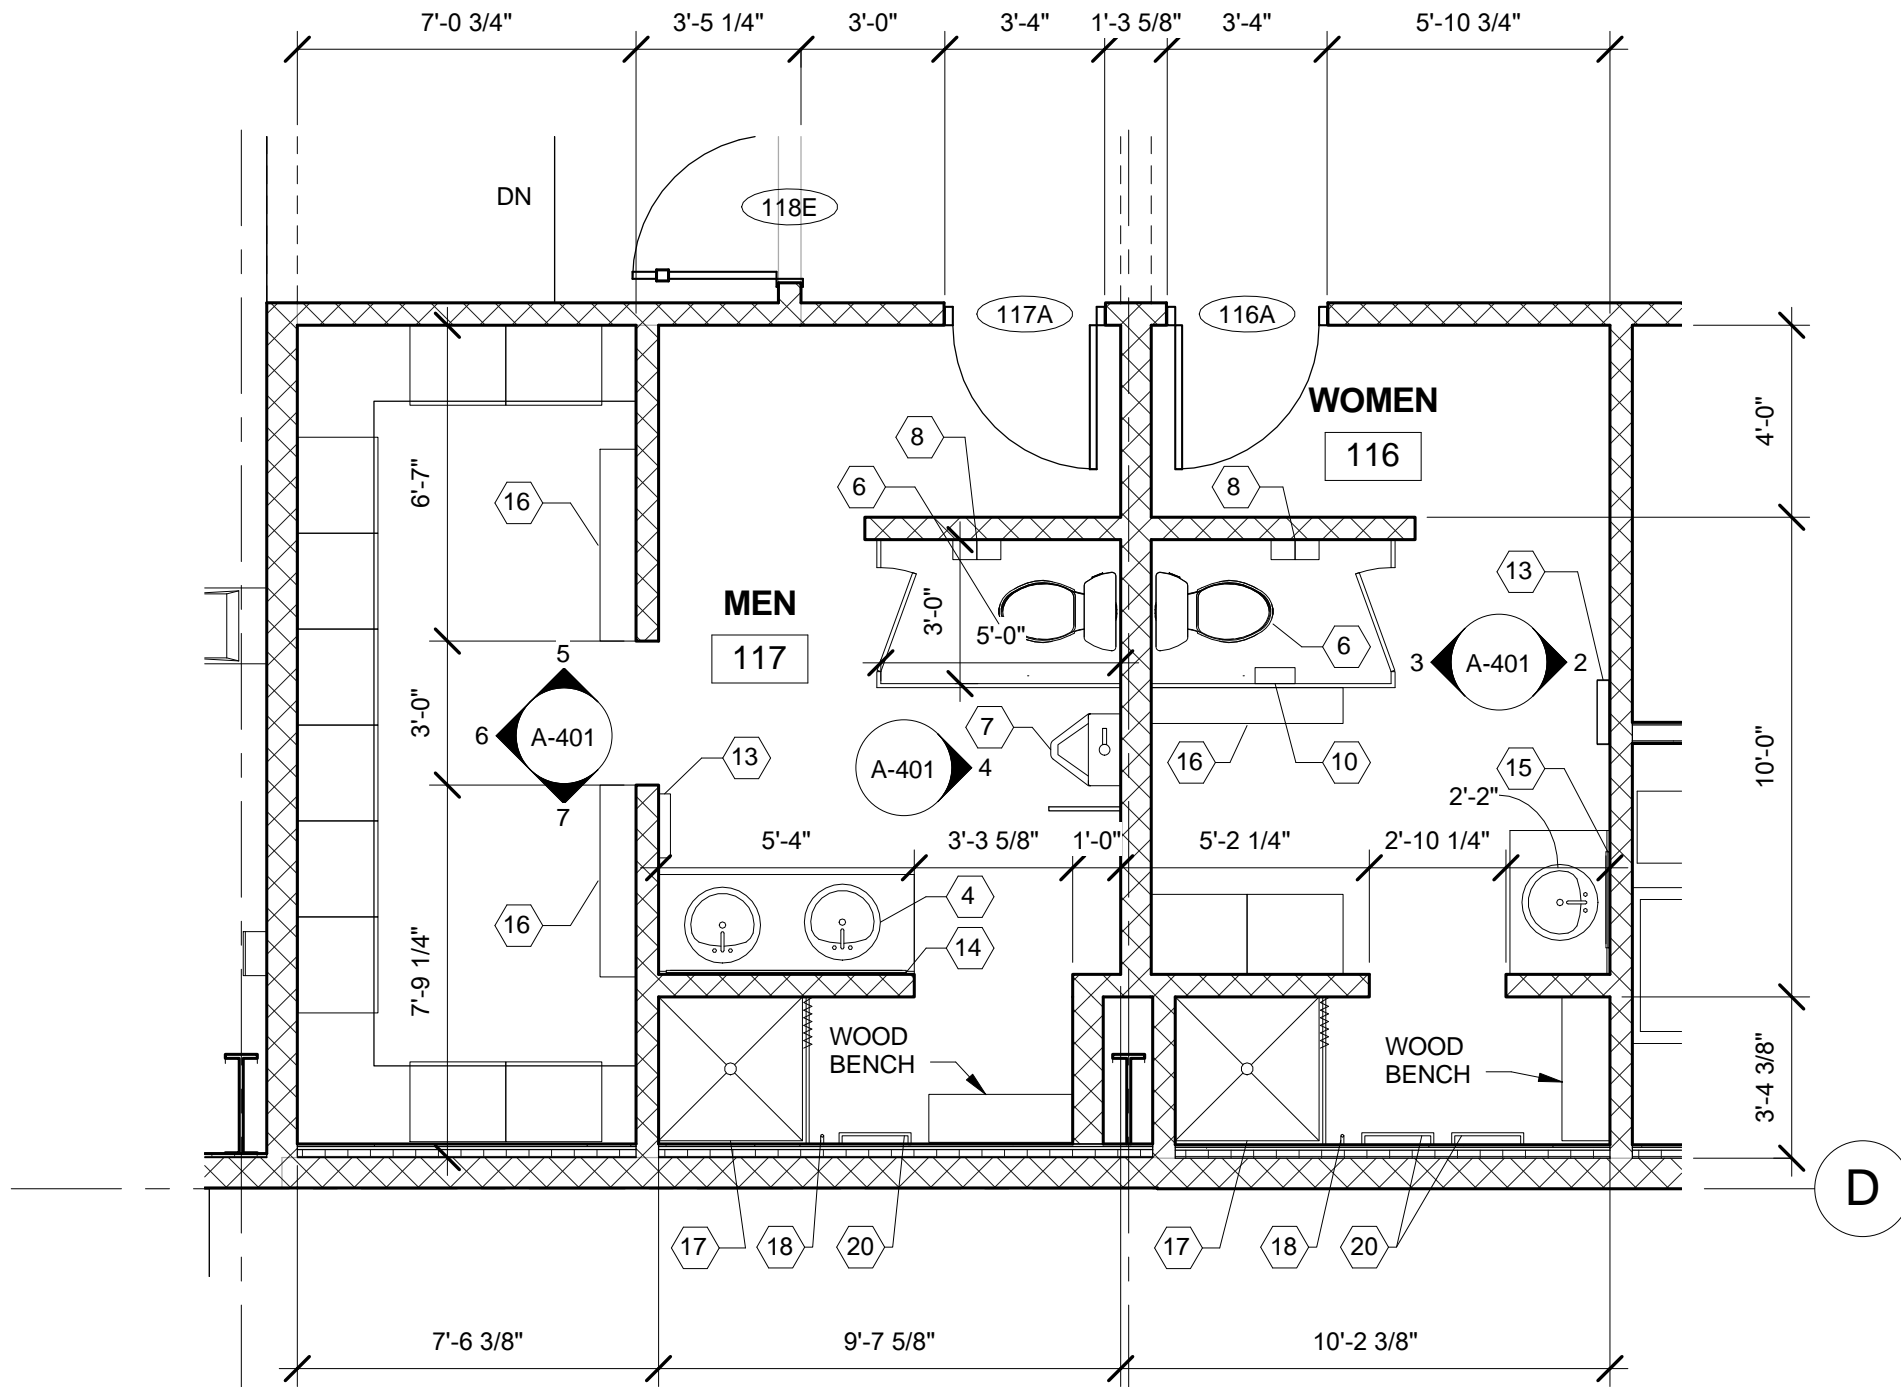 7'-0 3/4" 3'-5 1/4" 3'-0" 3'-4" 1'-3 5/8" 3'-4" 5'-10 3/4"
DN
118E
117A 116A
WOMEN
116
4'-0"
8
6 8
6'-7"
16
13
MEN
117
3'-0"
5'-0"
6
5
3 A-401 2
3'-0"
6 A-401
7
7
A-401 4
13
16 10
15
10'-0"
2'-2"
5'-4" 3'-3 5/8" 1'-0" 5'-2 1/4" 2'-10 1/4"
4
16
14
7'-9 1/4"
WOOD
BENCH
WOOD
BENCH
3'-4 3/8"
D
17 18 20 17 18 20
7'-6 3/8" 9'-7 5/8" 10'-2 3/8"